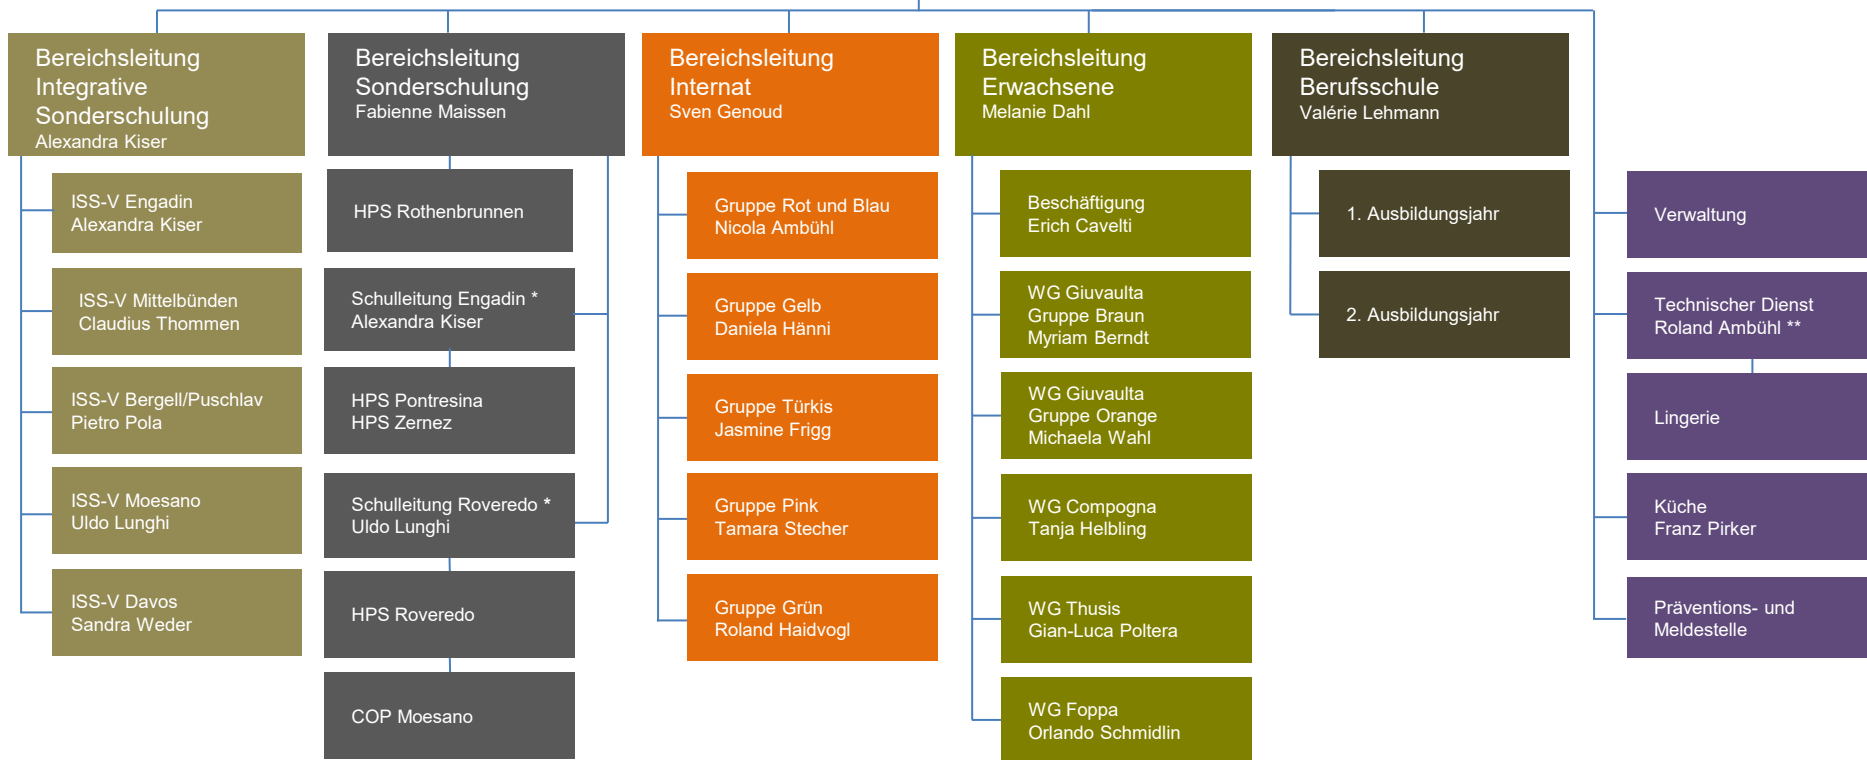 Bereichsleitung
Integrative
Sonderschulung
Alexandra Kiser
ISS-V Engadin
Alexandra Kiser
ISS-V Mittelbünden
Claudius Thommen
ISS-V Bergell/Puschlav
Pietro Pola
ISS-V Moesano
Uldo Lunghi
ISS-V Davos
Sandra Weder
Bereichsleitung
Sonderschulung
Fabienne Maissen
HPS Rothenbrunnen
Schulleitung Engadin *
Alexandra Kiser
HPS Pontresina
HPS Zernez
Schulleitung Roveredo *
Uldo Lunghi
HPS Roveredo
COP Moesano
Bereichsleitung
Internat
Sven Genoud
Gruppe Rot und Blau
Nicola Ambühl
Gruppe Gelb
Daniela Hänni
Gruppe Türkis
Jasmine Frigg
Gruppe Pink
Tamara Stecher
Gruppe Grün
Roland Haidvogl
Bereichsleitung
Erwachsene
Melanie Dahl
Beschäftigung
Erich Cavelti
WG Giuvaulta
Gruppe Braun
Myriam Berndt
WG Giuvaulta
Gruppe Orange
Michaela Wahl
WG Compogna
Tanja Helbling
WG Thusis
Gian-Luca Poltera
WG Foppa
Orlando Schmidlin
Bereichsleitung
Berufsschule
Valérie Lehmann
1. Ausbildungsjahr
2. Ausbildungsjahr
Verwaltung
Technischer Dienst
Roland Ambühl **
Lingerie
Küche
Franz Pirker
Präventions- und
Meldestelle